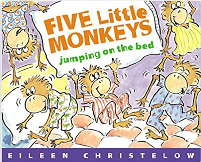 FIVE LITTLE
MONKEYS
jumping on the bed
EILEEN CHRISTELOW